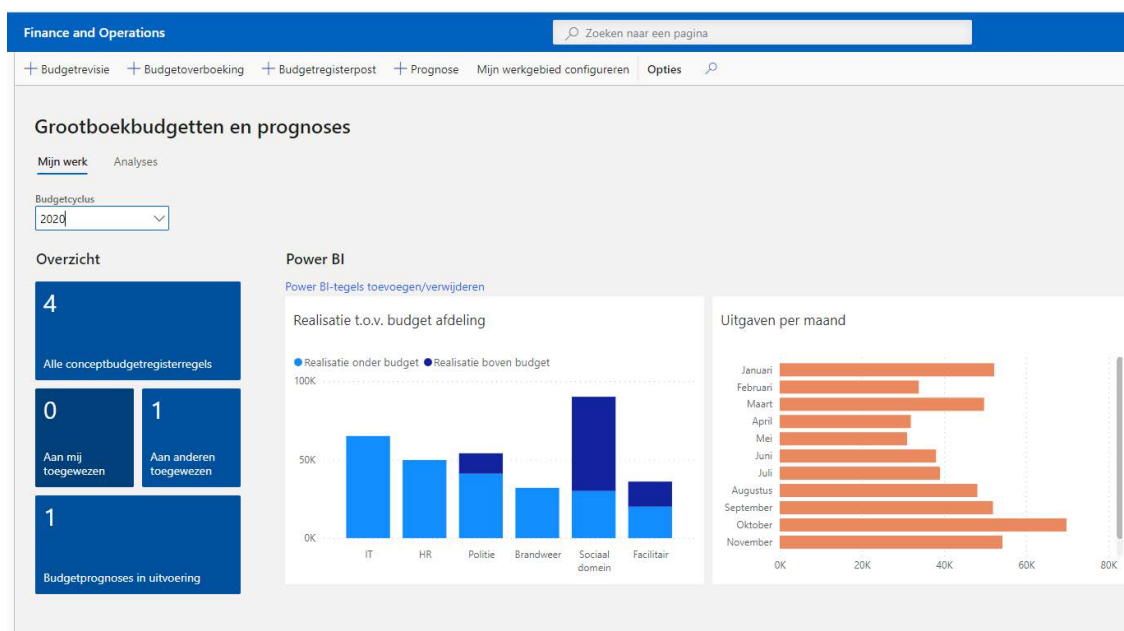 Finance and Operations
Zoeken naar een pagina
Budgetrevisie Budgetoverboeking Budgetregisterpost Prognose Mijn werkgebied configureren Opties
Grootboekbudgetten en prognoses
Mijn werk Analyses
Budgetcyclus
2020
Overzicht
4
Alle conceptbudgetregisterregels
0
Aan mij
toegewezen
1
Aan anderen
toegewezen
1
Budgetprognoses in uitvoering
Power BI
Power BI-tegels toevoegen/verwijderen
Realisatie t.o.v. budget afdeling
Realisatie onder budget Realisatie boven budget
100K
50K
0K
IT HR Politie Brandweer Sociaal domein Facilitair
Uitgaven per maand
Januari
Februari
Maart
April
Mei
Juni
Juli
Augustus
September
Oktober
November
0K 20K 40K 60K 80K